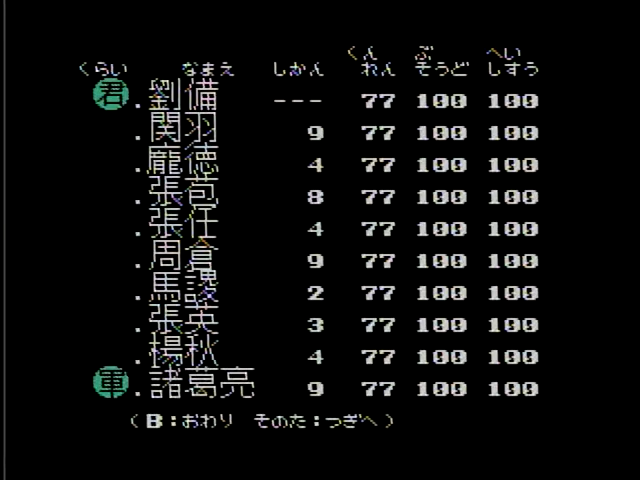 くらい なまえ しかん くんれん ぶそうど へいしすう
君.劉備 --- 77 100 100
.関羽 9 77 100 100
.龐徳 4 77 100 100
.張苞 8 77 100 100
.張任 4 77 100 100
.周倉 9 77 100 100
.馬謖 2 77 100 100
.張英 3 77 100 100
.楊秋 4 77 100 100
軍.諸葛亮 9 77 100 100
(B:おわり そのた:つぎへ)